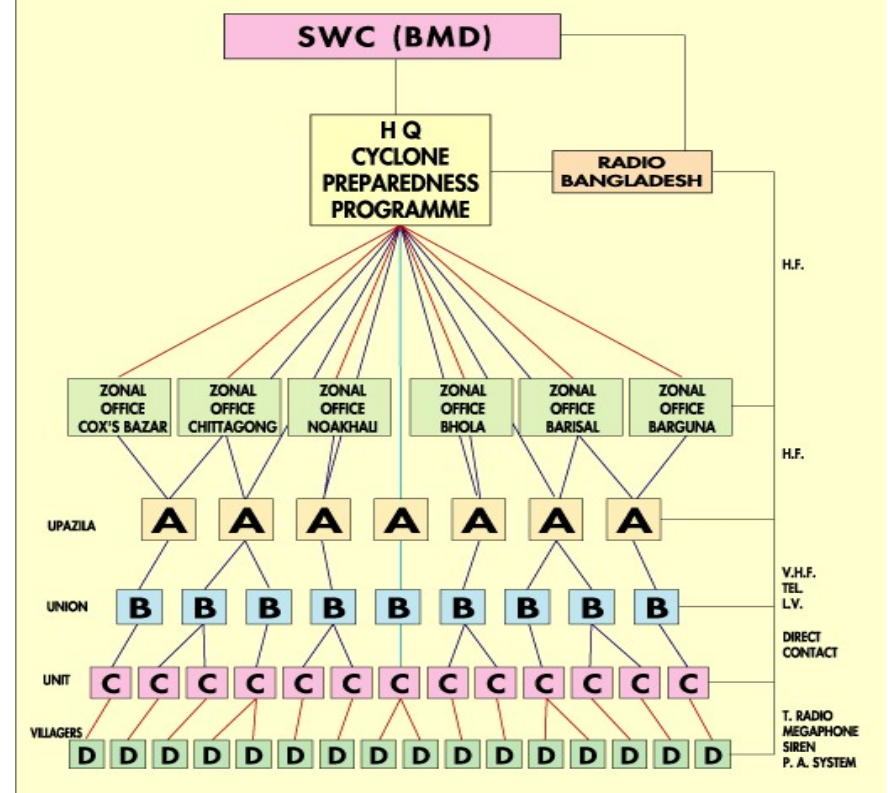 SWC (BMD)
H Q
CYCLONE
PREPAREDNESS
PROGRAMME
RADIO
BANGLADESH
H.F.
ZONAL
OFFICE
COX'S BAZAR
ZONAL
OFFICE
CHITTAGONG
ZONAL
OFFICE
NOAKHALI
ZONAL
OFFICE
BHOLA
ZONAL
OFFICE
BARISAL
ZONAL
OFFICE
BARGUNA
H.F.
UPAZILA
A A A A A A A
V.H.F.
TEL.
L.V.
UNION
B B B B B B B B B
DIRECT
CONTACT
UNIT
C C C C C C C C C C C C C
T. RADIO
MEGAPHONE
SIREN
P. A. SYSTEM
VILLAGERS
D D D D D D D D D D D D D D D D